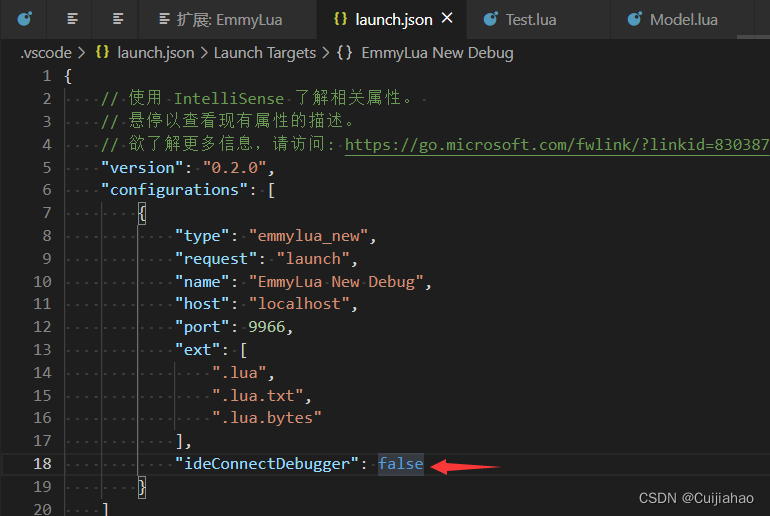 扩展: EmmyLua launch.json Test.lua Model.lua
.vscode > launch.json > Launch Targets > {} EmmyLua New Debug
1 {
2 // 使用 IntelliSense 了解相关属性。
3 // 悬停以查看现有属性的描述。
4 // 欲了解更多信息，请访问: https://go.microsoft.com/fwlink/?linkid=830387
5 "version": "0.2.0",
6 "configurations": [
7 {
8 "type": "emmylua_new",
9 "request": "launch",
10 "name": "EmmyLua New Debug",
11 "host": "localhost",
12 "port": 9966,
13 "ext": [
14 ".lua",
15 ".lua.txt",
16 ".lua.bytes"
17 ],
18 "ideConnectDebugger": false
19 }
20 ]
CSDN @Cuijiahao